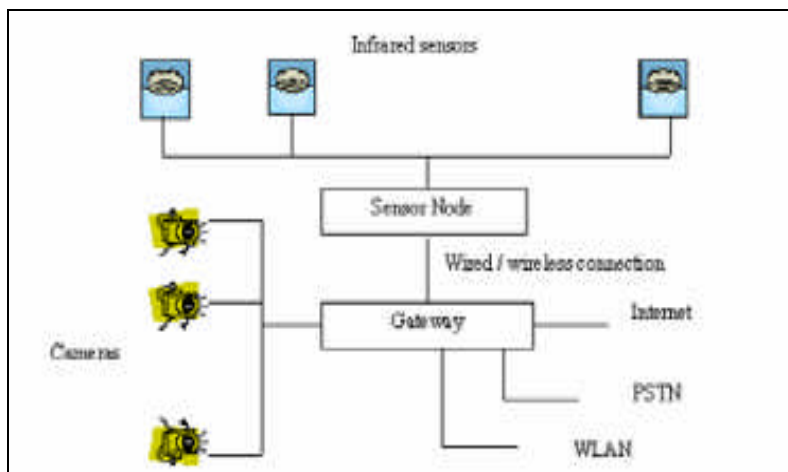 Infrared sensors
Sensor Node
Wired / wireless connection
Gateway
Internet
Cameras
PSTN
WLAN